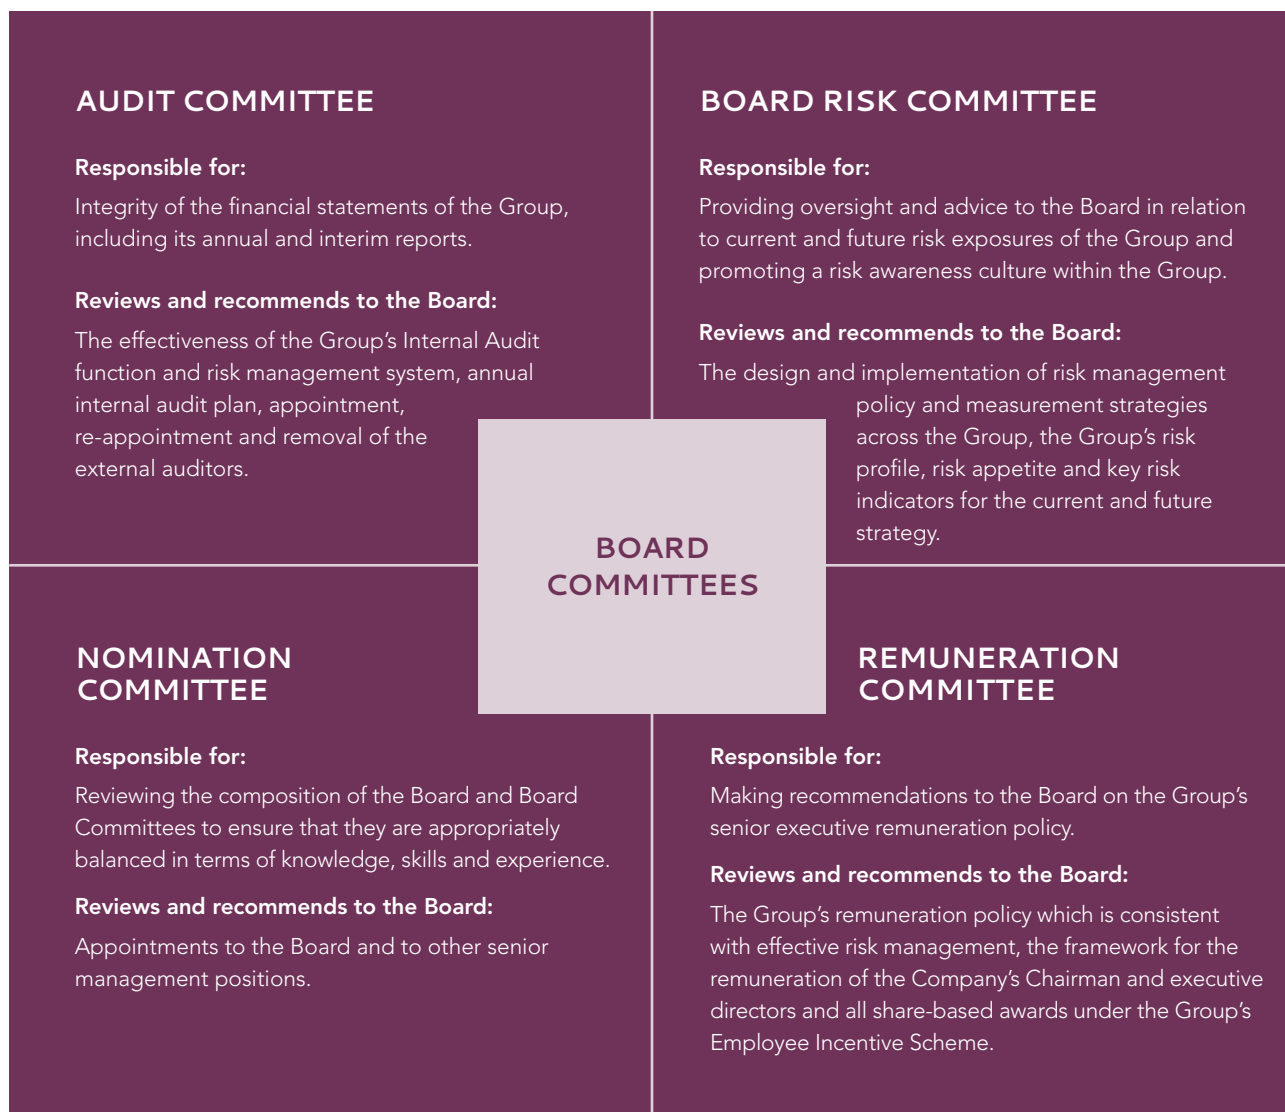 AUDIT COMMITTEE
Responsible for:
Integrity of the financial statements of the Group,
including its annual and interim reports.
Reviews and recommends to the Board:
The effectiveness of the Group’s Internal Audit
function and risk management system, annual
internal audit plan, appointment,
re-appointment and removal of the
external auditors.
BOARD RISK COMMITTEE
Responsible for:
Providing oversight and advice to the Board in relation
to current and future risk exposures of the Group and
promoting a risk awareness culture within the Group.
Reviews and recommends to the Board:
The design and implementation of risk management
policy and measurement strategies
across the Group, the Group’s risk
profile, risk appetite and key risk
indicators for the current and future
strategy.
BOARD
COMMITTEES
NOMINATION
COMMITTEE
Responsible for:
Reviewing the composition of the Board and Board
Committees to ensure that they are appropriately
balanced in terms of knowledge, skills and experience.
Reviews and recommends to the Board:
Appointments to the Board and to other senior
management positions.
REMUNERATION
COMMITTEE
Responsible for:
Making recommendations to the Board on the Group’s
senior executive remuneration policy.
Reviews and recommends to the Board:
The Group’s remuneration policy which is consistent
with effective risk management, the framework for the
remuneration of the Company’s Chairman and executive
directors and all share-based awards under the Group’s
Employee Incentive Scheme.